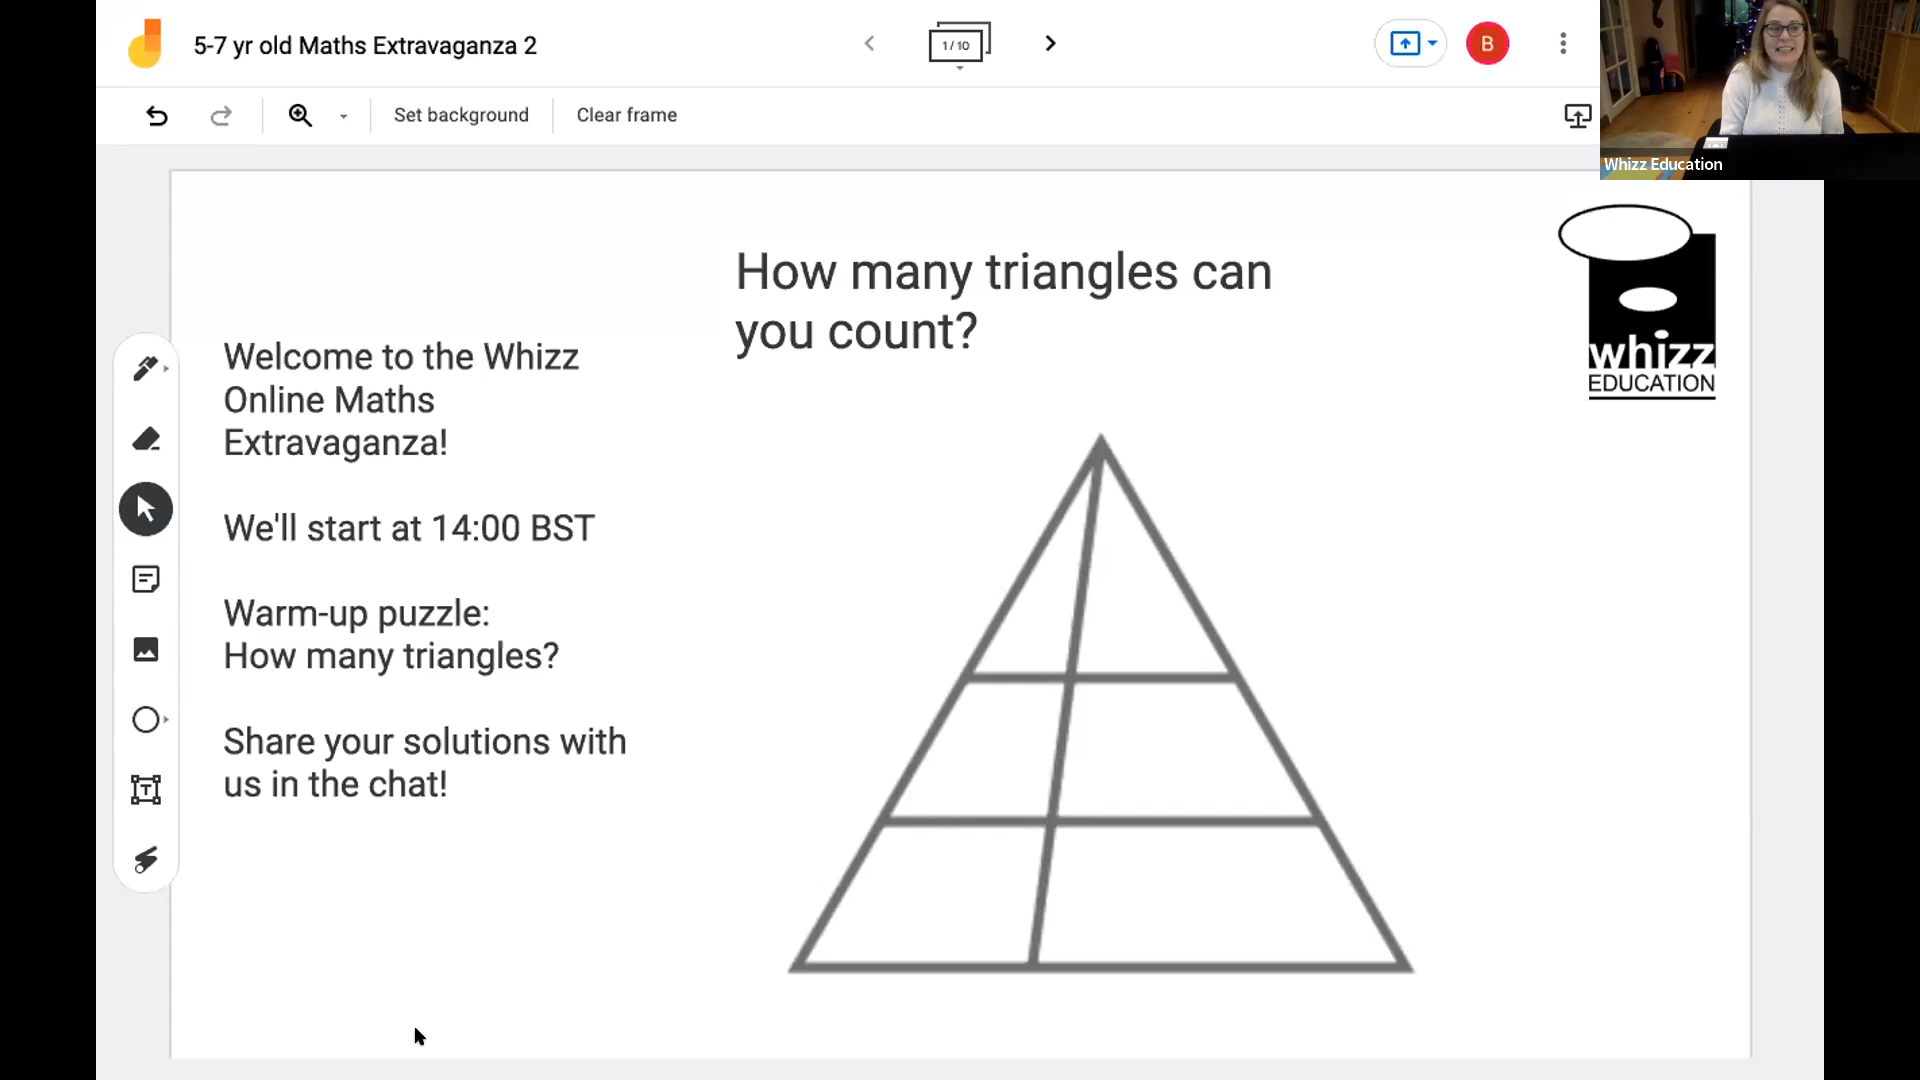 5-7 yr old Maths Extravaganza 2
1/10
B
Set background
Clear frame
Whizz Education
How many triangles can
you count?
whizz
EDUCATION
Welcome to the Whizz
Online Maths
Extravaganza!
We'll start at 14:00 BST
Warm-up puzzle:
How many triangles?
Share your solutions with
us in the chat!